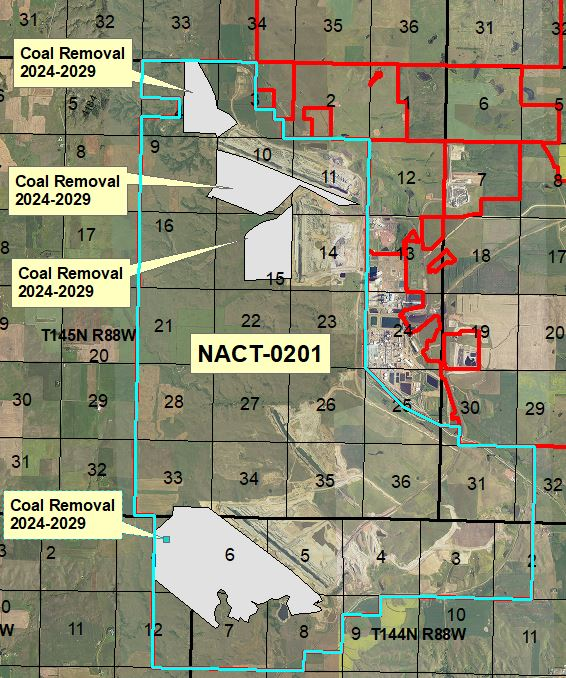 31 32 33 34 35 36 31 32
Coal Removal
2024-2029
5 3 2 1 6 5
8 9 10 11 12 7 8
Coal Removal
2024-2029
17 16 15 14 13 18 17
Coal Removal
2024-2029
T145N R88W
20 21 22 23 24 19 20
NACT-0201
30 29 28 27 26 25 30 29
31 32 33 34 35 36 31 32
Coal Removal
2024-2029
3 2 6 5 4 3 2
12 7 8 9 10 11
11
T144N R88W
W